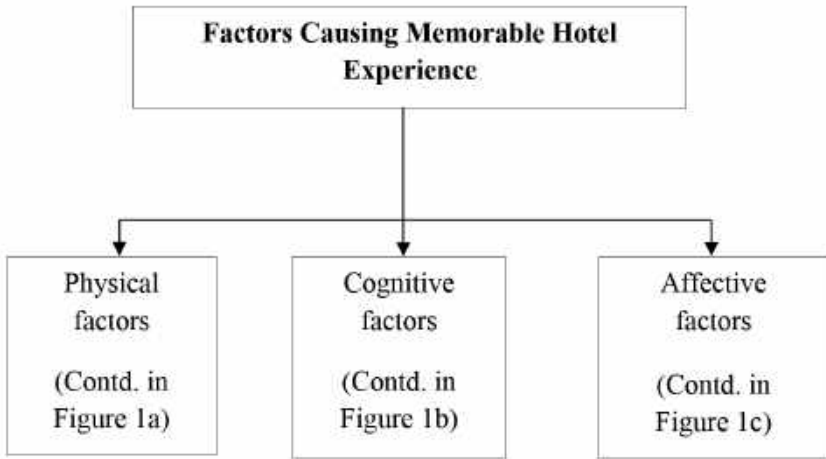 Factors Causing Memorable Hotel
Experience
Physical
factors
(Contd. in
Figure 1a)
Cognitive
factors
(Contd. in
Figure 1b)
Affective
factors
(Contd. in
Figure 1c)